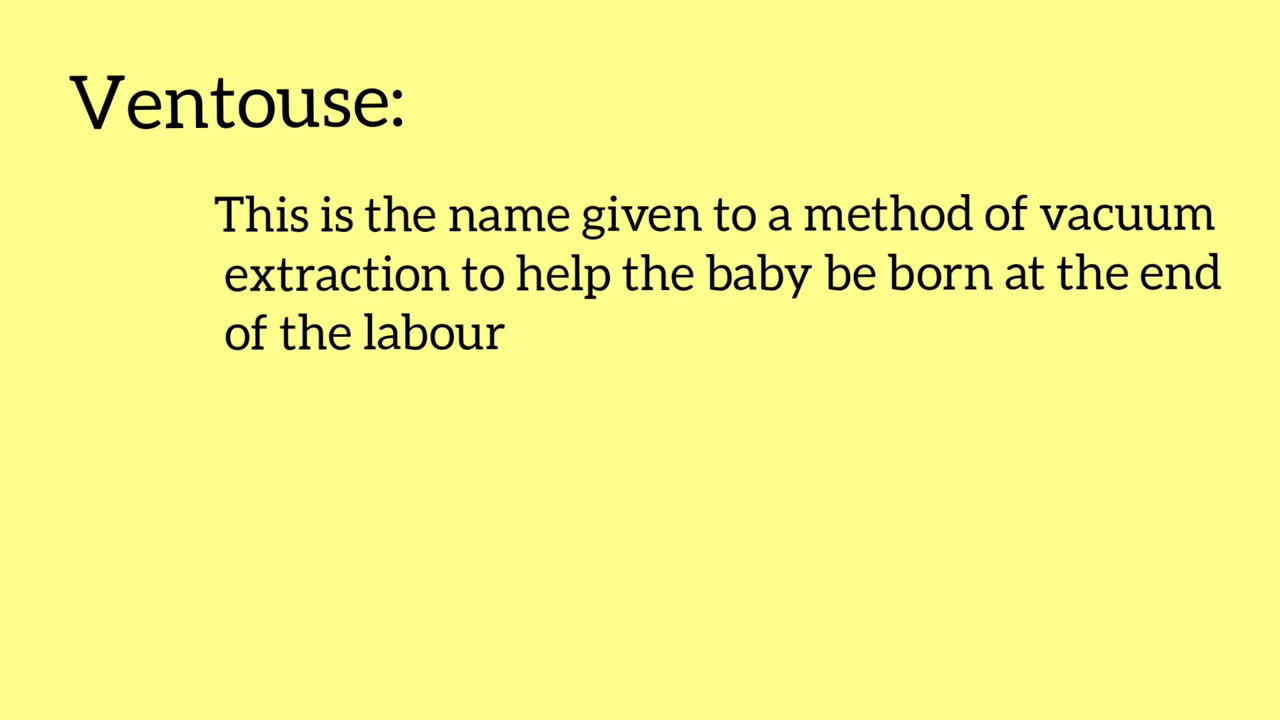 Ventouse:
This is the name given to a method of vacuum
extraction to help the baby be born at the end
of the labour